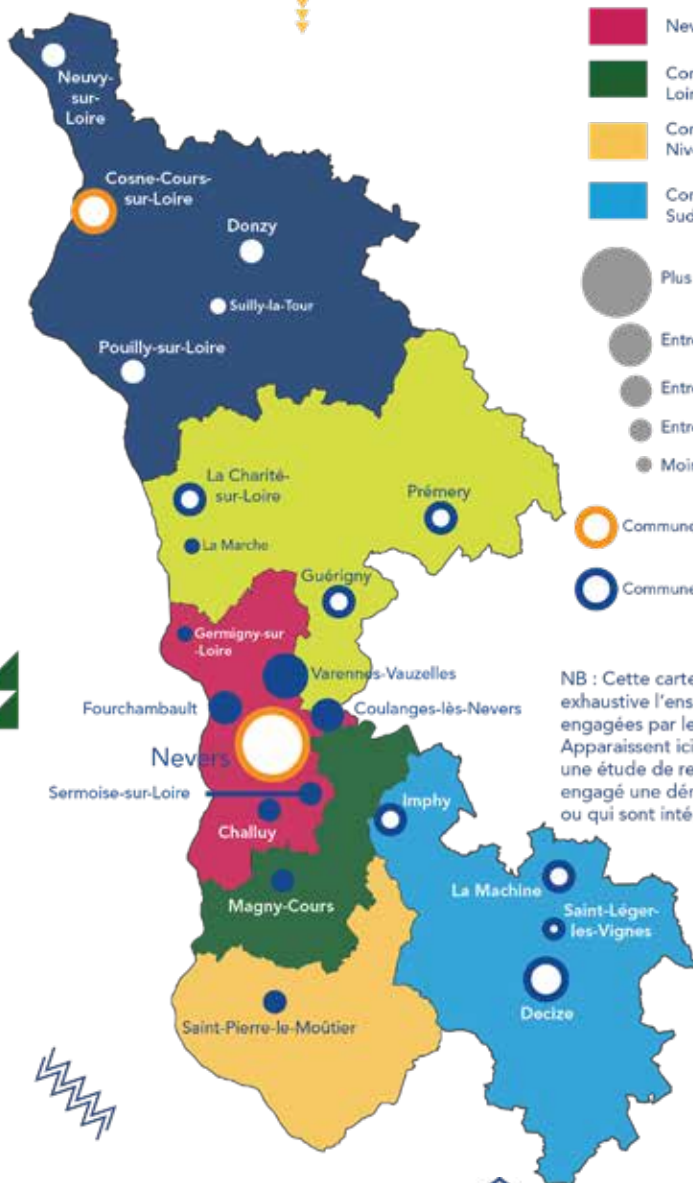 Neuvy-
sur-
Loire
Cosne-Cours-
sur-Loire
Donzy
Suilly-la-Tour
Pouilly-sur-Loire
La Charité-
sur-Loire
Prémery
La Marche
Guérigny
Germigny-sur
-Loire
Varennes-Vauzelles
Fourchambault
Coulanges-lès-Nevers
Nevers
Sermoise-sur-Loire
Imphy
Challuy
La Machine
Magny-Cours
Saint-Léger-
les-Vignes
Decize
Saint-Pierre-le-Moûtier
Plus
Entre
Entre
Entre
Moin
Commune
Commune
NB : Cette carte
exhaustive l'ens
engagées par le
Apparaissent ici
une étude de re
engagé une dém
ou qui sont inté